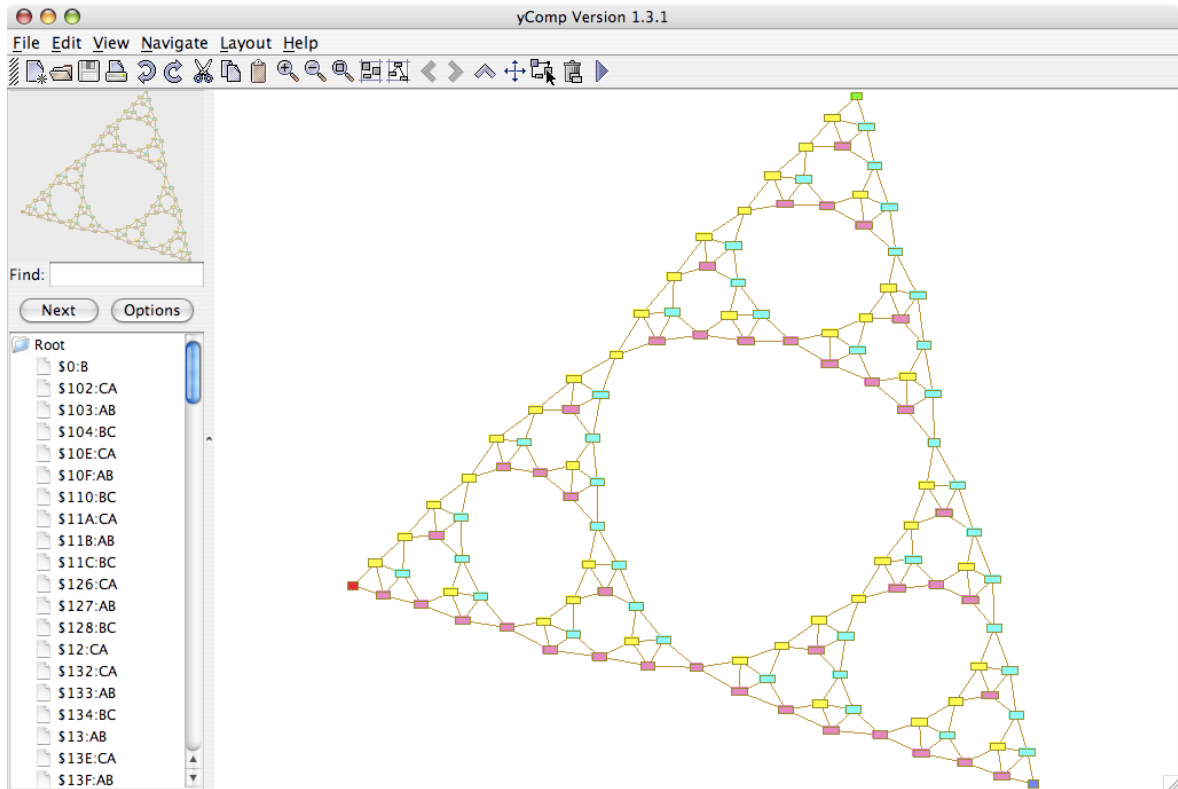 yComp Version 1.3.1
File Edit View Navigate Layout Help
Find:
Next Options
Root
$0:B
$102:CA
$103:AB
$104:BC
$10E:CA
$10F:AB
$110:BC
$11A:CA
$11B:AB
$11C:BC
$126:CA
$127:AB
$128:BC
$12:CA
$132:CA
$133:AB
$134:BC
$13:AB
$13E:CA
$13F:AB